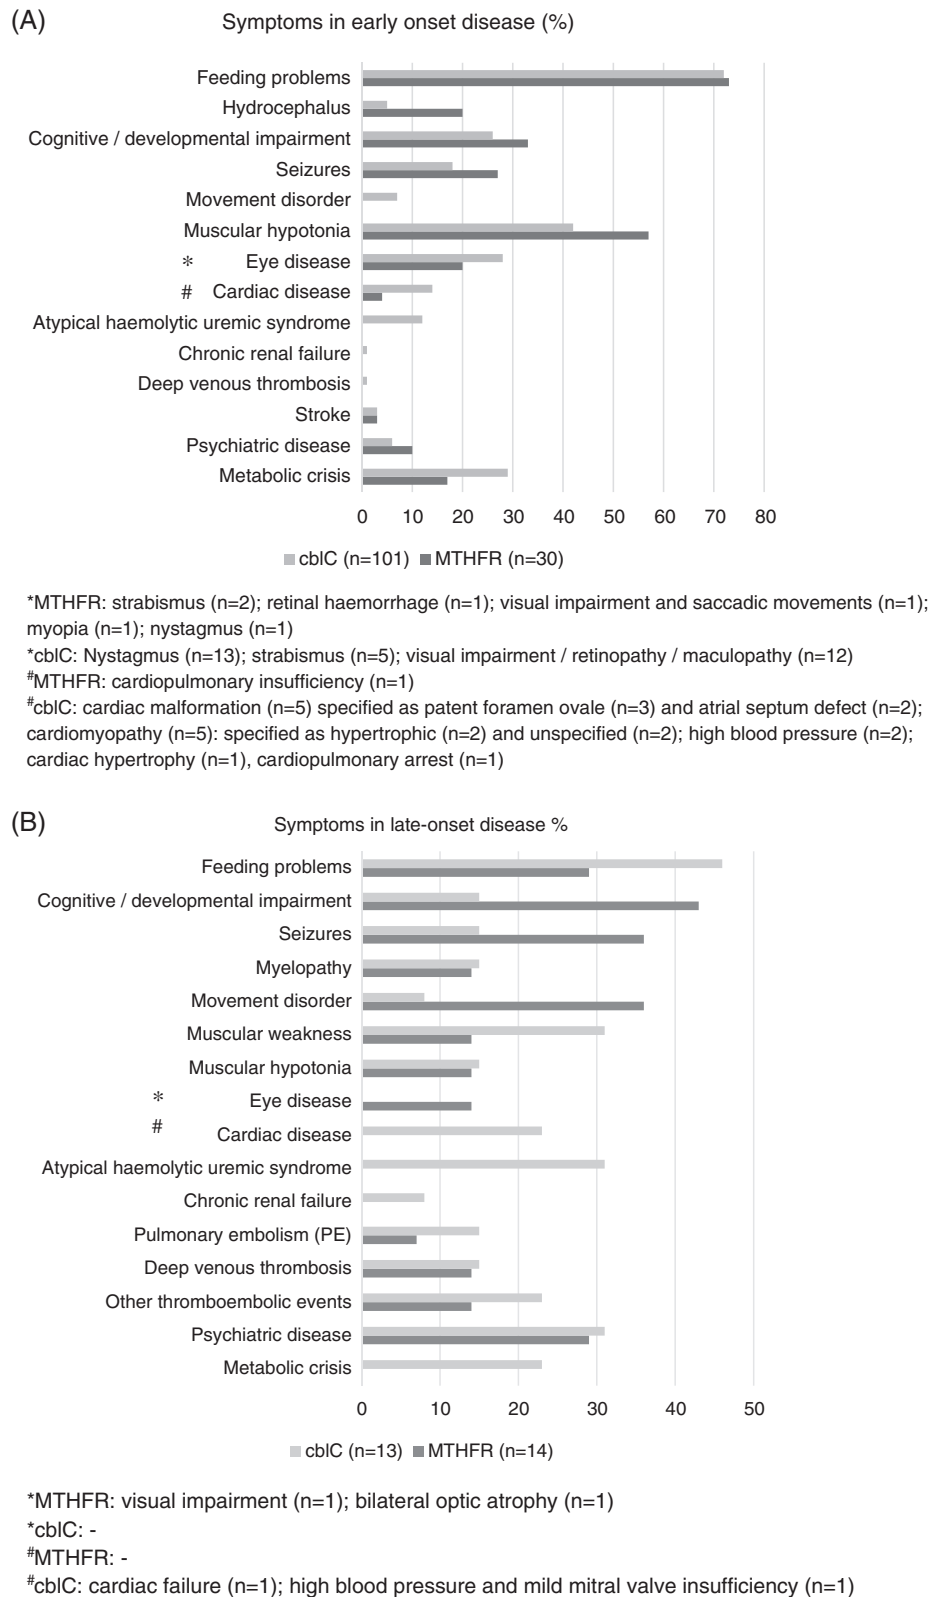 (A)
Symptoms in early onset disease (%)
Feeding problems
Hydrocephalus
Cognitive / developmental impairment
Seizures
Movement disorder
Muscular hypotonia
* Eye disease
# Cardiac disease
Atypical haemolytic uremic syndrome
Chronic renal failure
Deep venous thrombosis
Stroke
Psychiatric disease
Metabolic crisis
0 10 20 30 40 50 60 70 80
cblC (n=101) MTHFR (n=30)
*MTHFR: strabismus (n=2); retinal haemorrhage (n=1); visual impairment and saccadic movements (n=1);
myopia (n=1); nystagmus (n=1)
*cblC: Nystagmus (n=13); strabismus (n=5); visual impairment / retinopathy / maculopathy (n=12)
#MTHFR: cardiopulmonary insufficiency (n=1)
#cblC: cardiac malformation (n=5) specified as patent foramen ovale (n=3) and atrial septum defect (n=2);
cardiomyopathy (n=5): specified as hypertrophic (n=2) and unspecified (n=2); high blood pressure (n=2);
cardiac hypertrophy (n=1), cardiopulmonary arrest (n=1)
(B)
Symptoms in late-onset disease %
Feeding problems
Cognitive / developmental impairment
Seizures
Myelopathy
Movement disorder
Muscular weakness
Muscular hypotonia
* Eye disease
# Cardiac disease
Atypical haemolytic uremic syndrome
Chronic renal failure
Pulmonary embolism (PE)
Deep venous thrombosis
Other thromboembolic events
Psychiatric disease
Metabolic crisis
0 10 20 30 40 50
cblC (n=13) MTHFR (n=14)
*MTHFR: visual impairment (n=1); bilateral optic atrophy (n=1)
*cblC: -
#MTHFR: -
#cblC: cardiac failure (n=1); high blood pressure and mild mitral valve insufficiency (n=1)